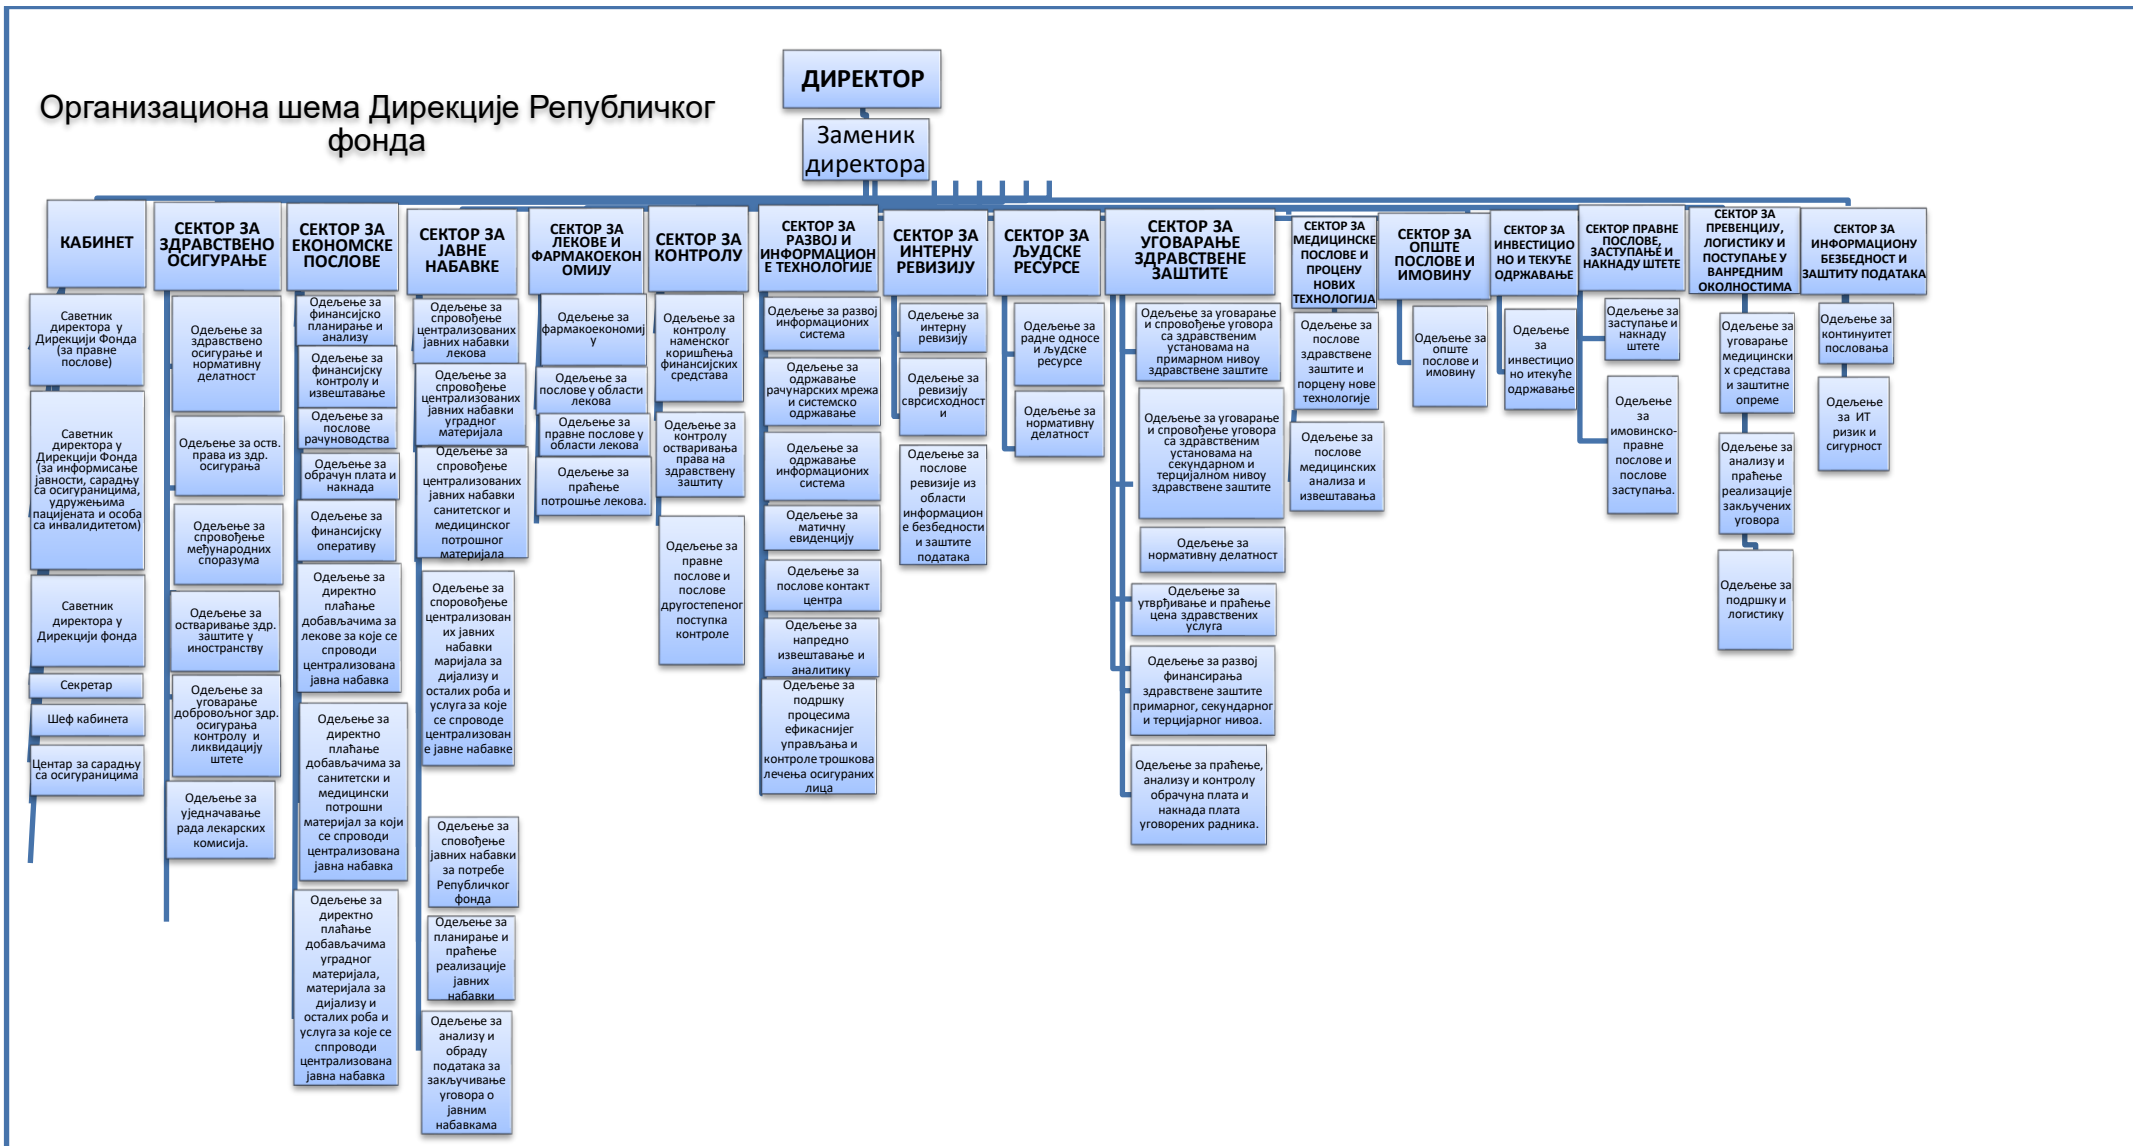 Организациона шема Дирекције Републичког
фонда
ДИРЕКТОР
Заменик
директора
КАБИНЕТ
Саветник
директора у
Дирекцији Фонда
(за правне
послове)
Саветник
директора у
Дирекцији Фонда
(за информисање
јавности, сарадњу
са осигураницима,
удружењима
пацијената и особа
са инвалидитетом)
Саветник
директора у
Дирекцији фонда
Секретар
Шеф кабинета
Центар за сарадњу
са осигураницима
СЕКТОР ЗА
ЗДРАВСТВЕНО
ОСИГУРАЊЕ
Одељење за
здравствено
осигурање и
нормативну
делатност
Одељење за оств.
права из здр.
осигурања
Одељење за
спровођење
међународних
споразума
Одељење за
остваривање здр.
заштите у
иностранству
Одељење за
уговарање
добровољног здр.
осигурања
контролу и
ликвидацију
штете
Одељење за
уједначавање
рада лекарских
комисија.
СЕКТОР ЗА
ЕКОНОМСКЕ
ПОСЛОВЕ
Одељење за
финансијско
планирање и
анализу
Одељење за
финансијску
контролу и
извештавање
Одељење за
послове
рачуноводства
Одељење за
обрачун плата и
накнада
Одељење за
финансијску
оперативу
Одељење за
директно
плаћање
добављачима за
лекове за које се
спроводи
централизована
јавна набавка
Одељење за
директно
плаћање
добављачима за
санитетски и
медицински
потрошни
материјал за који
се спроводи
централизована
јавна набавка
Одељење за
директно
плаћање
добављачима
уградног
материјала,
материјала за
дијализу и
осталих роба и
услуга за које се
сппроводи
централизована
јавна набавка
СЕКТОР ЗА
ЈАВНЕ
НАБАВКЕ
Одељење за
спровођење
централизованих
јавних набавки
лекова
Одељење за
спровођење
централизованих
јавних набавки
уградног
материјала
Одељење за
спровођење
централизованих
јавних набавки
санитетског и
медицинског
потрошног
материјала
Одељење за
споровођење
централизован
их јавних
набавки
маријала за
дијализу и
осталих роба и
услуга за које
се спроводе
централизован
е јавне набавке
Одељење за
сповођење
јавних набавки
за потребе
Републичког
фонда
Одељење за
планирање и
праћење
реализације
јавних
набавки
Одељење за
анализу и
обраду
података за
закључивање
уговора о
јавним
набавкама
СЕКТОР ЗА
ЛЕКОВЕ И
ФАРМАКОЕКОН
ОМИЈУ
Одељење за
фармакоекономиј
у
Одељење за
послове у области
лекова
Одељење за
правне послове у
области лекова
Одељење за
праћење
потрошње лекова.
СЕКТОР ЗА
КОНТРОЛУ
Одељење за
контролу
наменског
коришћења
финансијских
средстава
Одељење за
контролу
остваривања
права на
здравствену
заштиту
Одељење за
правне
послове и
послове
другостепеног
поступка
контроле
СЕКТОР ЗА
РАЗВОЈ И
ИНФОРМАЦИОН
Е ТЕХНОЛОГИЈЕ
Одељење за развој
информационих
система
Одељење за
одржавање
рачунарских мрежа
и системско
одржавање
Одељење за
одржавање
информационих
система
Одељење за
матичну
евиденцију
Одељење за
послове контакт
центра
Одељење за
напредно
извештавање и
аналитику
Одељење за
подршку
процесима
ефикаснијег
управљања и
контроле трошкова
лечења осигураних
лица
СЕКТОР ЗА
ИНТЕРНУ
РЕВИЗИЈУ
Одељење за
интерну
ревизију
Одељење за
ревизију
сврсисходност
и
Одељење за
послове
ревизије из
области
информацион
е безбедности
и заштите
података
СЕКТОР ЗА
ЉУДСКЕ
РЕСУРСЕ
Одељење за
радне односе
и људске
ресурсе
Одељење за
нормативну
делатност
СЕКТОР ЗА
УГОВАРАЊЕ
ЗДРАВСТВЕНЕ
ЗАШТИТЕ
Одељење за уговарање
и спровођење уговора
са здравственим
установама на
примарном нивоу
здравствене заштите
Одељење за уговарање
и спровођење уговора
са здравственим
установама на
секундарном и
терцијалном нивоу
здравствене заштите
Одељење за
нормативну делатност
Одељење за
утврђивање и праћење
цена здравствених
услуга
Одељење за развој
финансирања
здравствене заштите
примарног, секундарног
и терцијарног нивоа.
Одељење за праћење,
анализу и контролу
обрачуна плата и
накнада плата
уговорених радника.
СЕКТОР ЗА
МЕДИЦИНСКЕ
ПОСЛОВЕ И
ПРОЦЕНУ
НОВИХ
ТЕХНОЛОГИЈА
Одељење за
послове
здравствене
заштите и
порцену нове
технологије
Одељење за
послове
медицинских
анализа и
извештавања
СЕКТОР ЗА
ОПШТЕ
ПОСЛОВЕ И
ИМОВИНУ
Одељење за
опште
послове и
имовину
СЕКТОР ЗА
ИНВЕСТИЦИО
НО И ТЕКУЋЕ
ОДРЖАВАЊЕ
Одељење
за
инвестицио
но итекуће
одржавање
СЕКТОР ПРАВНЕ
ПОСЛОВЕ,
ЗАСТУПАЊЕ И
НАКНАДУ ШТЕТЕ
Одељење за
заступање и
накнаду
штете
Одељење
за
имовинско-
правне
послове и
послове
заступања.
СЕКТОР ЗА
ПРЕВЕНЦИЈУ,
ЛОГИСТИКУ И
ПОСТУПАЊЕ У
ВАНРЕДНИМ
ОКОЛНОСТИМА
Одељење за
уговарање
медицински
х средстава
и заштитне
опреме
Одељење за
анализу и
праћење
реализације
закључених
уговора
Одељење за
подршку и
логистику
СЕКТОР ЗА
ИНФОРМАЦИОНУ
БЕЗБЕДНОСТ И
ЗАШТИТУ ПОДАТАКА
Одељење за
континуитет
пословања
Одељење
за ИТ
ризик и
сигурност